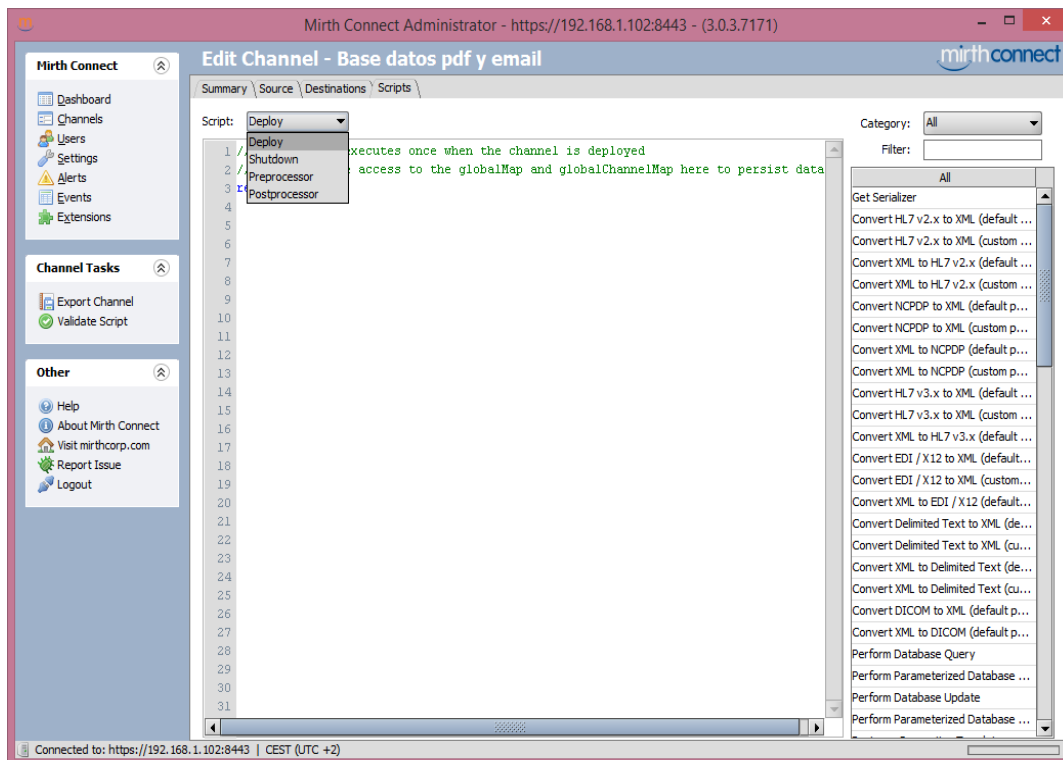 Mirth Connect Administrator - https://192.168.1.102:8443 - (3.0.3.7171)
Mirth Connect
Dashboard
Channels
Users
Settings
Alerts
Events
Extensions
Channel Tasks
Export Channel
Validate Script
Other
Help
About Mirth Connect
Visit mirthcorp.com
Report Issue
Logout
Edit Channel - Base datos pdf y email
mirthconnect
Summary Source Destinations Scripts
Script: Deploy
Deploy
Shutdown
Preprocessor
Postprocessor
1 / executes once when the channel is deployed
2 / access to the globalMap and globalChannelMap here to persist data
3 re
4
5
6
7
8
9
10
11
12
13
14
15
16
17
18
19
20
21
22
23
24
25
26
27
28
29
30
31
Category: All
Filter:
All
Get Serializer
Convert HL7 v2.x to XML (default ...
Convert HL7 v2.x to XML (custom ...
Convert XML to HL7 v2.x (default ...
Convert XML to HL7 v2.x (custom ...
Convert NCPDP to XML (default p...
Convert NCPDP to XML (custom p...
Convert XML to NCPDP (default p...
Convert XML to NCPDP (custom p...
Convert HL7 v3.x to XML (default ...
Convert HL7 v3.x to XML (custom ...
Convert XML to HL7 v3.x (default ...
Convert EDI / X12 to XML (default...
Convert EDI / X12 to XML (custom...
Convert XML to EDI / X12 (default...
Convert Delimited Text to XML (de...
Convert Delimited Text to XML (cu...
Convert XML to Delimited Text (de...
Convert XML to Delimited Text (cu...
Convert DICOM to XML (default p...
Convert XML to DICOM (default p...
Perform Database Query
Perform Parameterized Database ...
Perform Database Update
Perform Parameterized Database ...
Connected to: https://192.168.1.102:8443 | CEST (UTC +2)